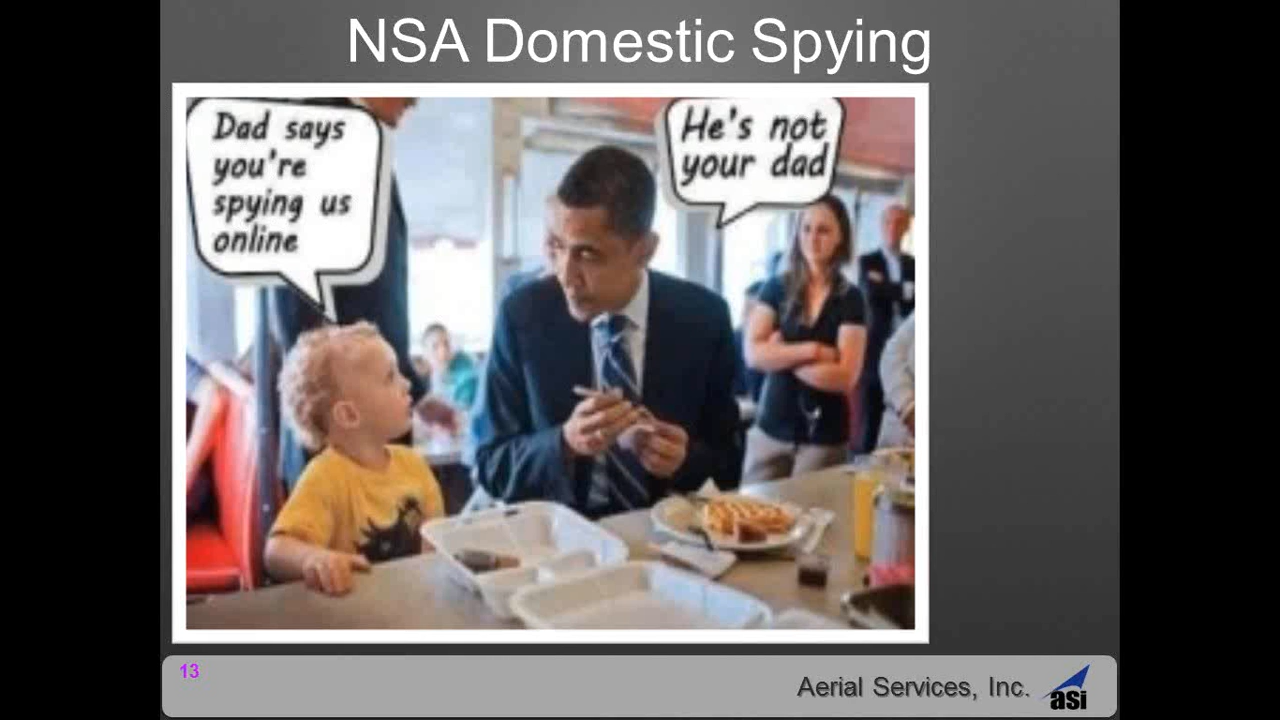 NSA Domestic Spying
Dad says
you're
spying us
online
He's not
your dad
13
Aerial Services, Inc.
asi